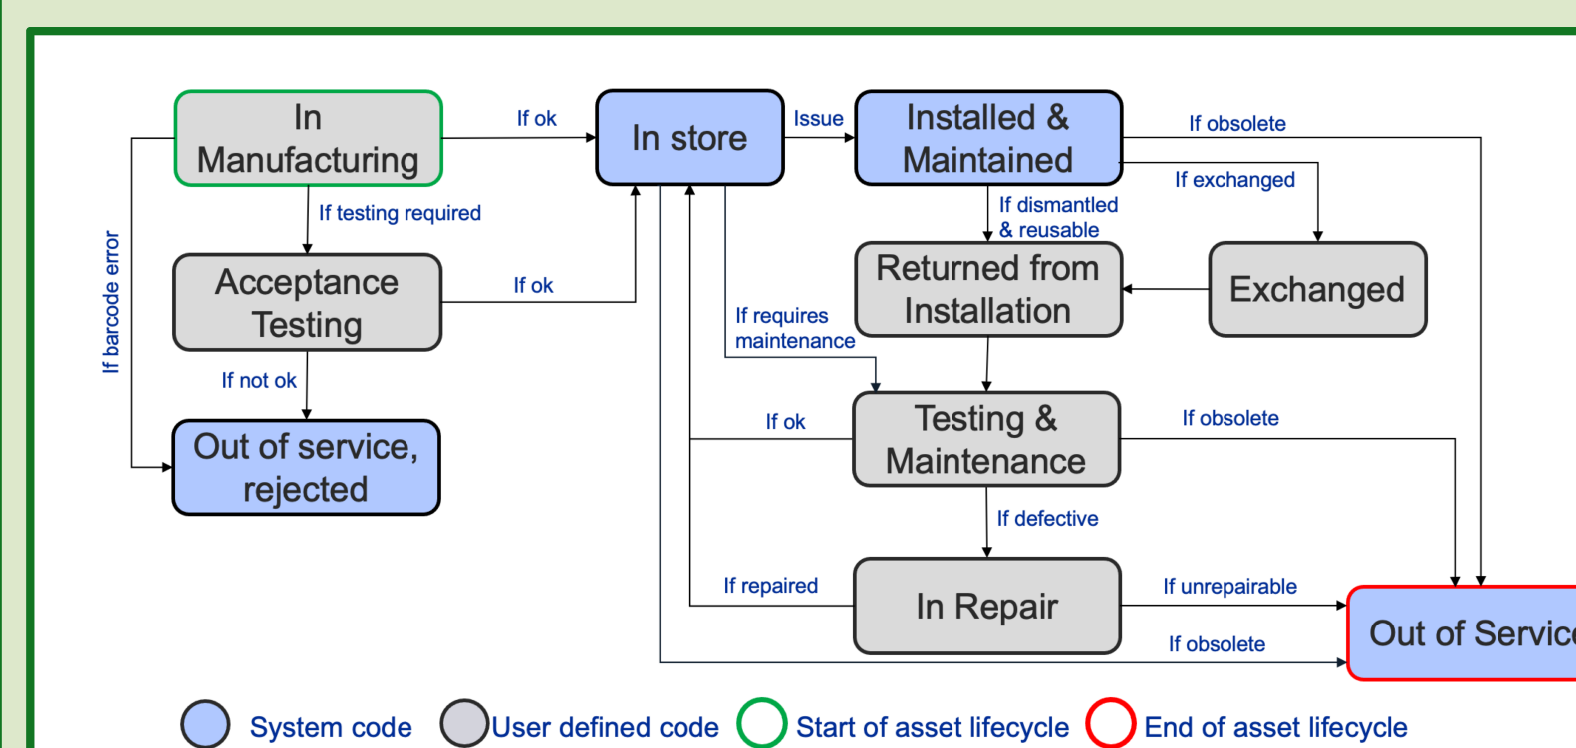 In
Manufacturing
If ok
In store
Issue
Installed &
Maintained
If obsolete
If exchanged
If testing required
If dismantled
& reusable
If barcode error
Acceptance
Testing
If ok
Returned from
Installation
Exchanged
If requires
maintenance
If not ok
Out of service,
rejected
If ok
Testing &
Maintenance
If obsolete
If defective
If repaired
In Repair
If unrepairable
If obsolete
Out of Service
System code
User defined code
Start of asset lifecycle
End of asset lifecycle